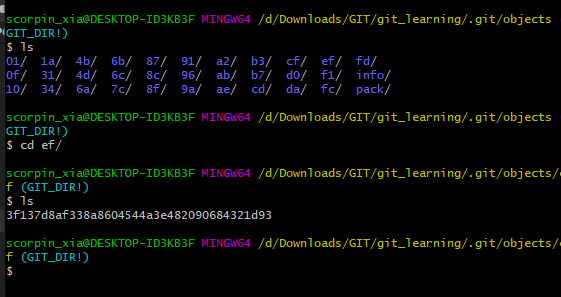 scorpin_xia@DESKTOP-ID3KB3F MINGW64 /d/Downloads/GIT/git_learning/.git/objects
GIT_DIR!)
$ ls
01/ 1a/ 4b/ 6b/ 87/ 91/ a2/ b3/ cf/ ef/ fd/
0f/ 31/ 4d/ 6c/ 8c/ 96/ ab/ b7/ d0/ f1/ info/
10/ 34/ 6a/ 7c/ 8f/ 9a/ ae/ cd/ da/ fc/ pack/
scorpin_xia@DESKTOP-ID3KB3F MINGW64 /d/Downloads/GIT/git_learning/.git/objects
GIT_DIR!)
$ cd ef/
scorpin_xia@DESKTOP-ID3KB3F MINGW64 /d/Downloads/GIT/git_learning/.git/objects/
f (GIT_DIR!)
$ ls
3f137d8af338a8604544a3e482090684321d93
scorpin_xia@DESKTOP-ID3KB3F MINGW64 /d/Downloads/GIT/git_learning/.git/objects/
f (GIT_DIR!)
$